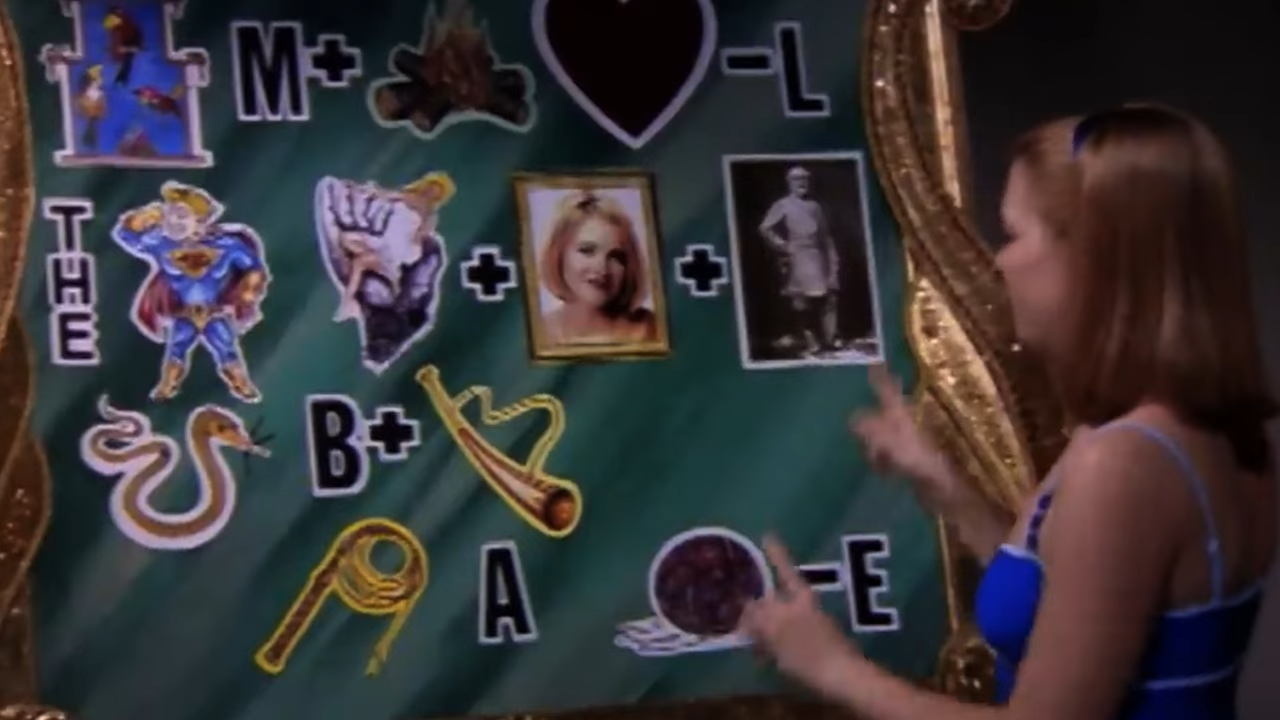 M+ -L
THE + +
B+
A -E